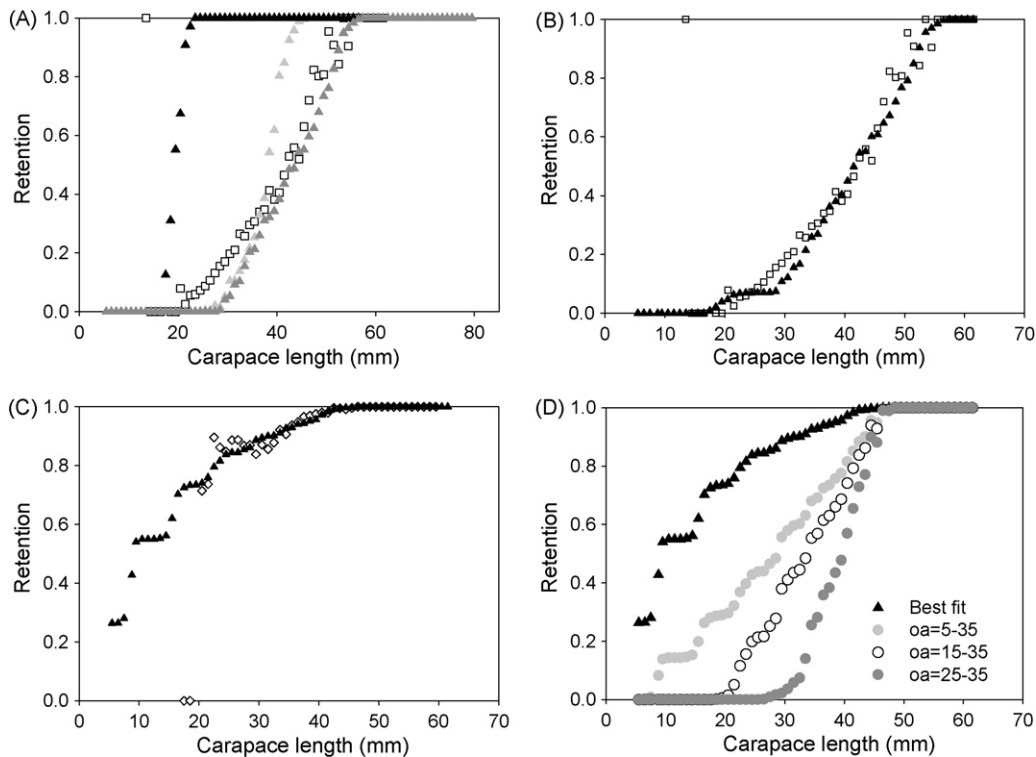 (A)
1.0
0.8
0.6
0.4
0.2
0.0
Retention
0 20 40 60 80
Carapace length (mm)
(B)
1.0
0.8
0.6
0.4
0.2
0.0
Retention
0 10 20 30 40 50 60 70
Carapace length (mm)
(C)
1.0
0.8
0.6
0.4
0.2
0.0
Retention
0 10 20 30 40 50 60 70
Carapace length (mm)
(D)
1.0
0.8
0.6
0.4
0.2
0.0
Retention
Best fit
oa=5-35
oa=15-35
oa=25-35
0 10 20 30 40 50 60 70
Carapace length (mm)